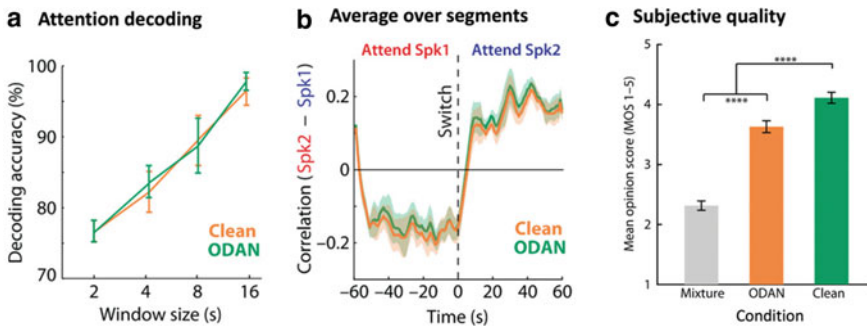 a Attention decoding
Decoding accuracy (%)
100
90
80
70
Clean
ODAN
2 4 8 16
Window size (s)
b Average over segments
Attend Spk1 Attend Spk2
Correlation (Spk2 − Spk1)
0.2
0
−0.2
Switch
Clean
ODAN
−60 −40 −20 0 20 40 60
Time (s)
c Subjective quality
Mean opinion score (MOS 1−5)
5
4
3
2
1
****
****
Mixture ODAN Clean
Condition